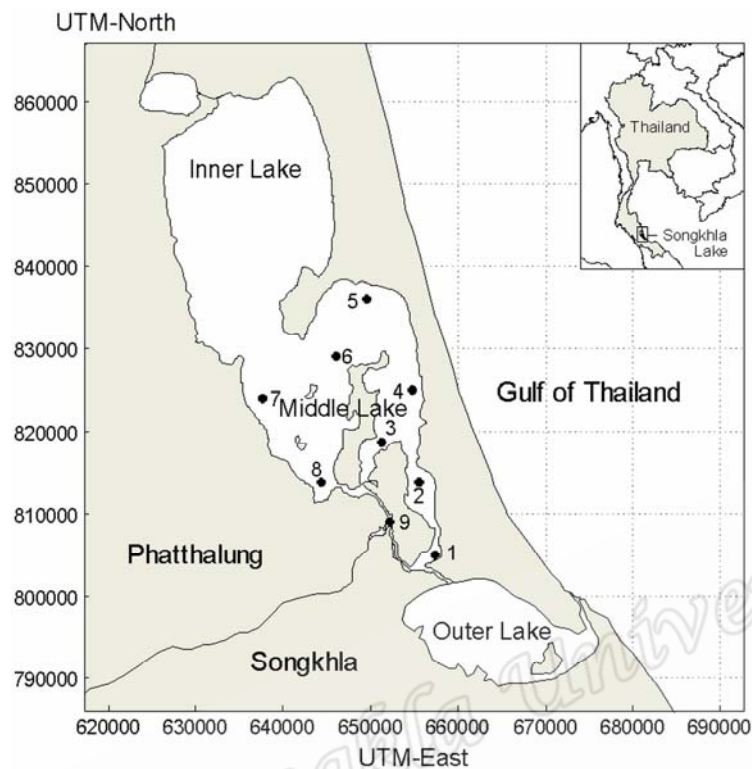 UTM-North
860000
850000
840000
830000
820000
810000
800000
790000
Inner Lake
Thailand
Songkhla
Lake
5
6
7
4
Middle Lake
Gulf of Thailand
3
8
2
9
1
Phatthalung
Outer Lake
Songkhla
620000 630000 640000 650000 660000 670000 680000 690000
UTM-East